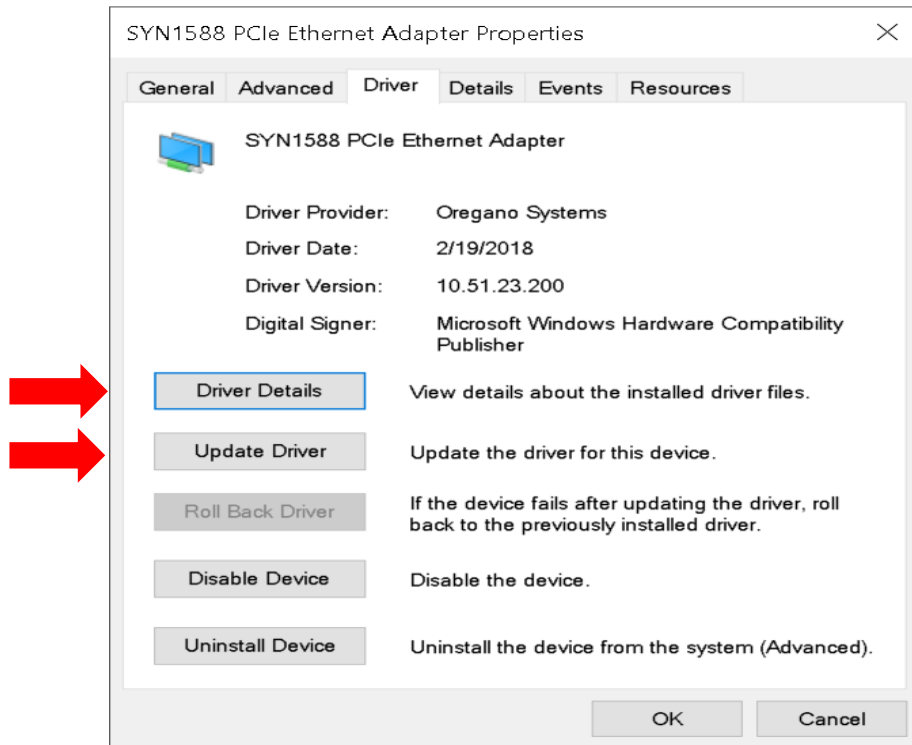 SYN1588 PCIe Ethernet Adapter Properties
General Advanced Driver Details Events Resources
SYN1588 PCIe Ethernet Adapter
Driver Provider: Oregano Systems
Driver Date: 2/19/2018
Driver Version: 10.51.23.200
Digital Signer: Microsoft Windows Hardware Compatibility
Publisher
Driver Details View details about the installed driver files.
Update Driver Update the driver for this device.
Roll Back Driver If the device fails after updating the driver, roll
back to the previously installed driver.
Disable Device Disable the device.
Uninstall Device Uninstall the device from the system (Advanced).
OK Cancel